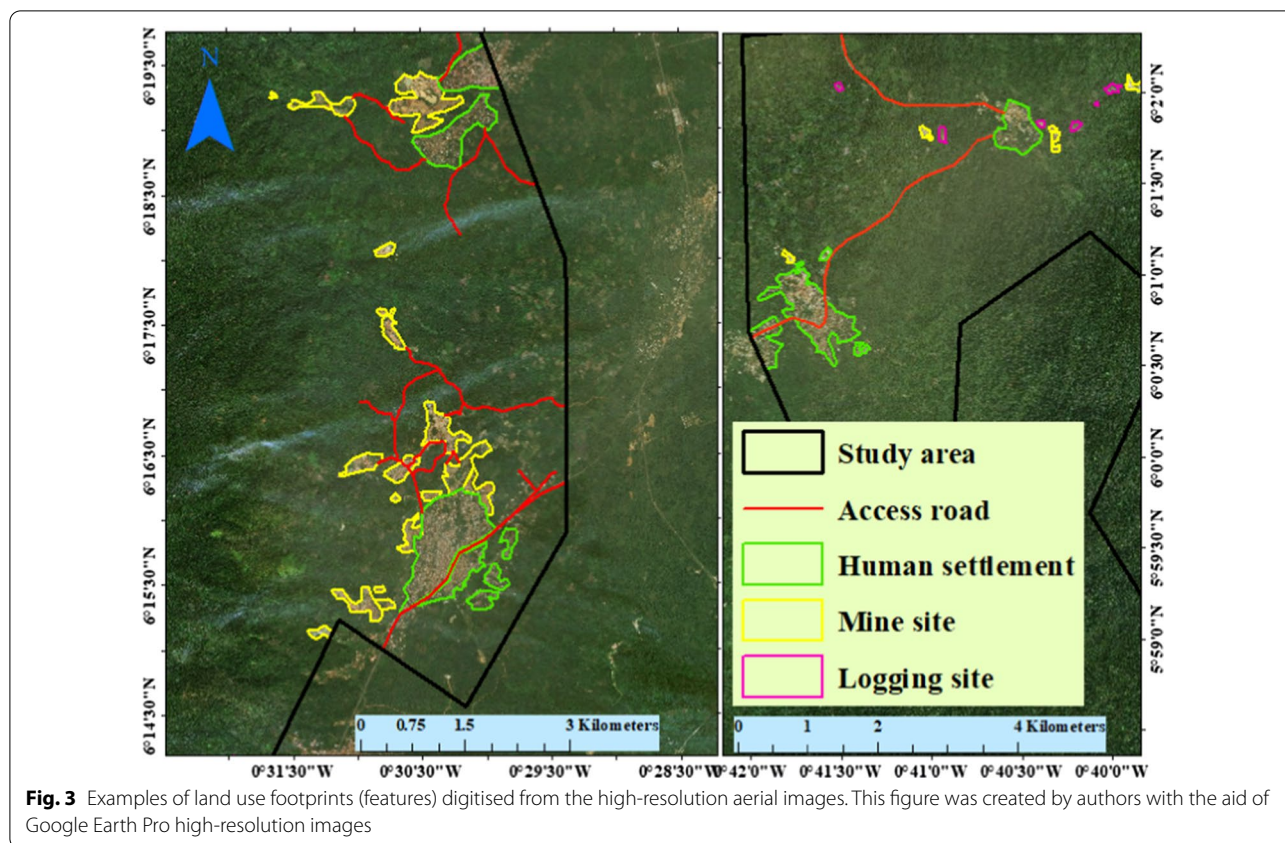 N
6°19'30"N
6°18'30"N
6°17'30"N
6°16'30"N
6°15'30"N
6°14'30"N
0°31'30"W 0°30'30"W 0°29'30"W 0°28'30"W
0 0.75 1.5 3 Kilometers
6°2'0"N
6°1'30"N
6°1'0"N
6°0'30"N
6°0'0"N
5°59'30"N
5°59'0"N
0°42'0"W 0°41'30"W 0°41'0"W 0°40'30"W 0°40'0"W
0 1 2 4 Kilometers
Study area
Access road
Human settlement
Mine site
Logging site
Fig. 3 Examples of land use footprints (features) digitised from the high-resolution aerial images. This figure was created by authors with the aid of
Google Earth Pro high-resolution images